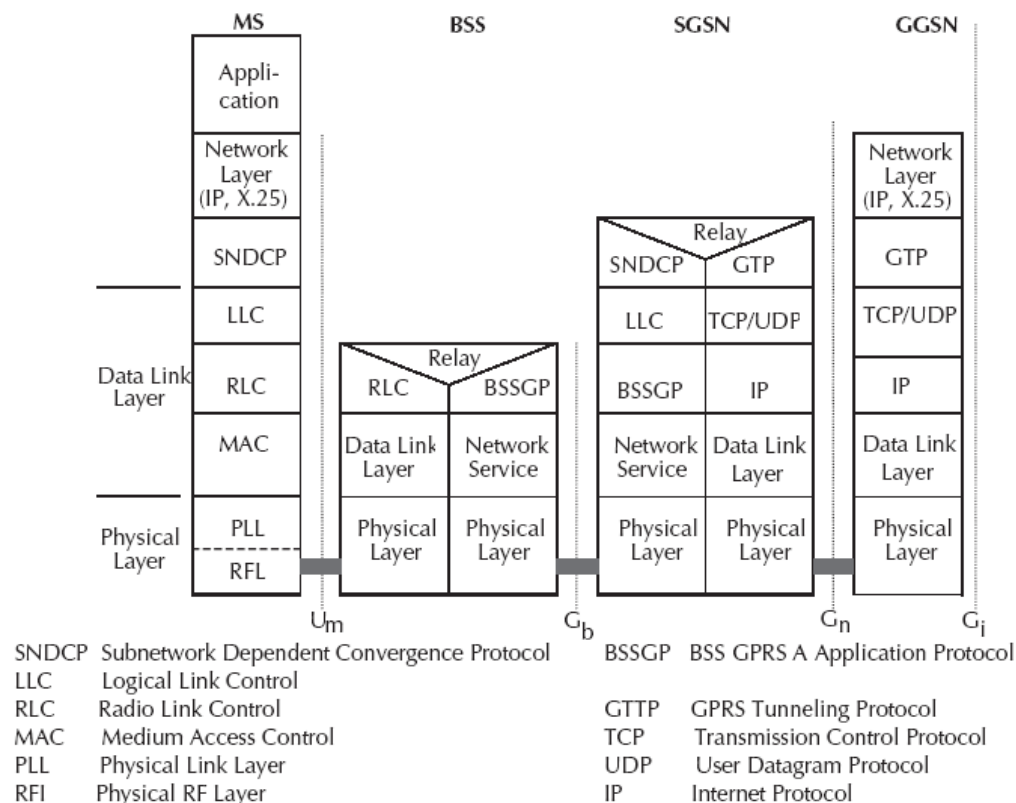 MS BSS SGSN GGSN
Appli-
cation
Network
Layer
(IP, X.25)
Network
Layer
(IP, X.25)
Relay
SNDCP SNDCP GTP GTP
LLC LLC TCP/UDP TCP/UDP
Relay
Data Link
Layer
RLC RLC BSSGP BSSGP IP IP
MAC
Data Link
Layer
Network
Service
Network
Service
Data Link
Layer
Data Link
Layer
Physical
Layer
PLL
RFL
Physical
Layer
Physical
Layer
Physical
Layer
Physical
Layer
Physical
Layer
Um Gb Gn Gi
SNDCP Subnetwork Dependent Convergence Protocol
LLC Logical Link Control
RLC Radio Link Control
MAC Medium Access Control
PLL Physical Link Layer
RFI Physical RF Layer
BSSGP BSS GPRS A Application Protocol
GTTP GPRS Tunneling Protocol
TCP Transmission Control Protocol
UDP User Datagram Protocol
IP Internet Protocol